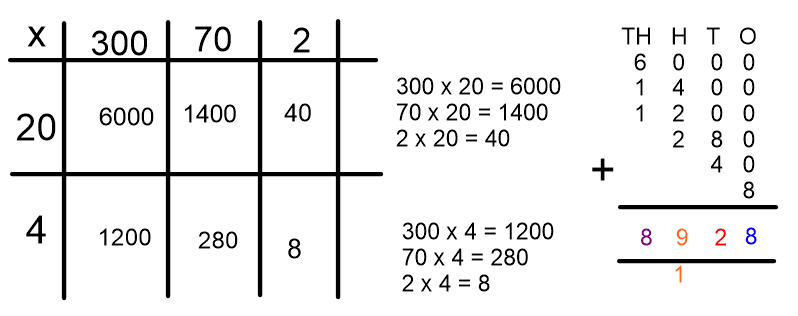 x 300 70 2
20 6000 1400 40
4 1200 280 8
300 x 20 = 6000
70 x 20 = 1400
2 x 20 = 40
300 x 4 = 1200
70 x 4 = 280
2 x 4 = 8
TH H T O
6 0 0 0
1 4 0 0
1 2 0 0
2 8 0
+ 4 0
8
8 9 2 8
1